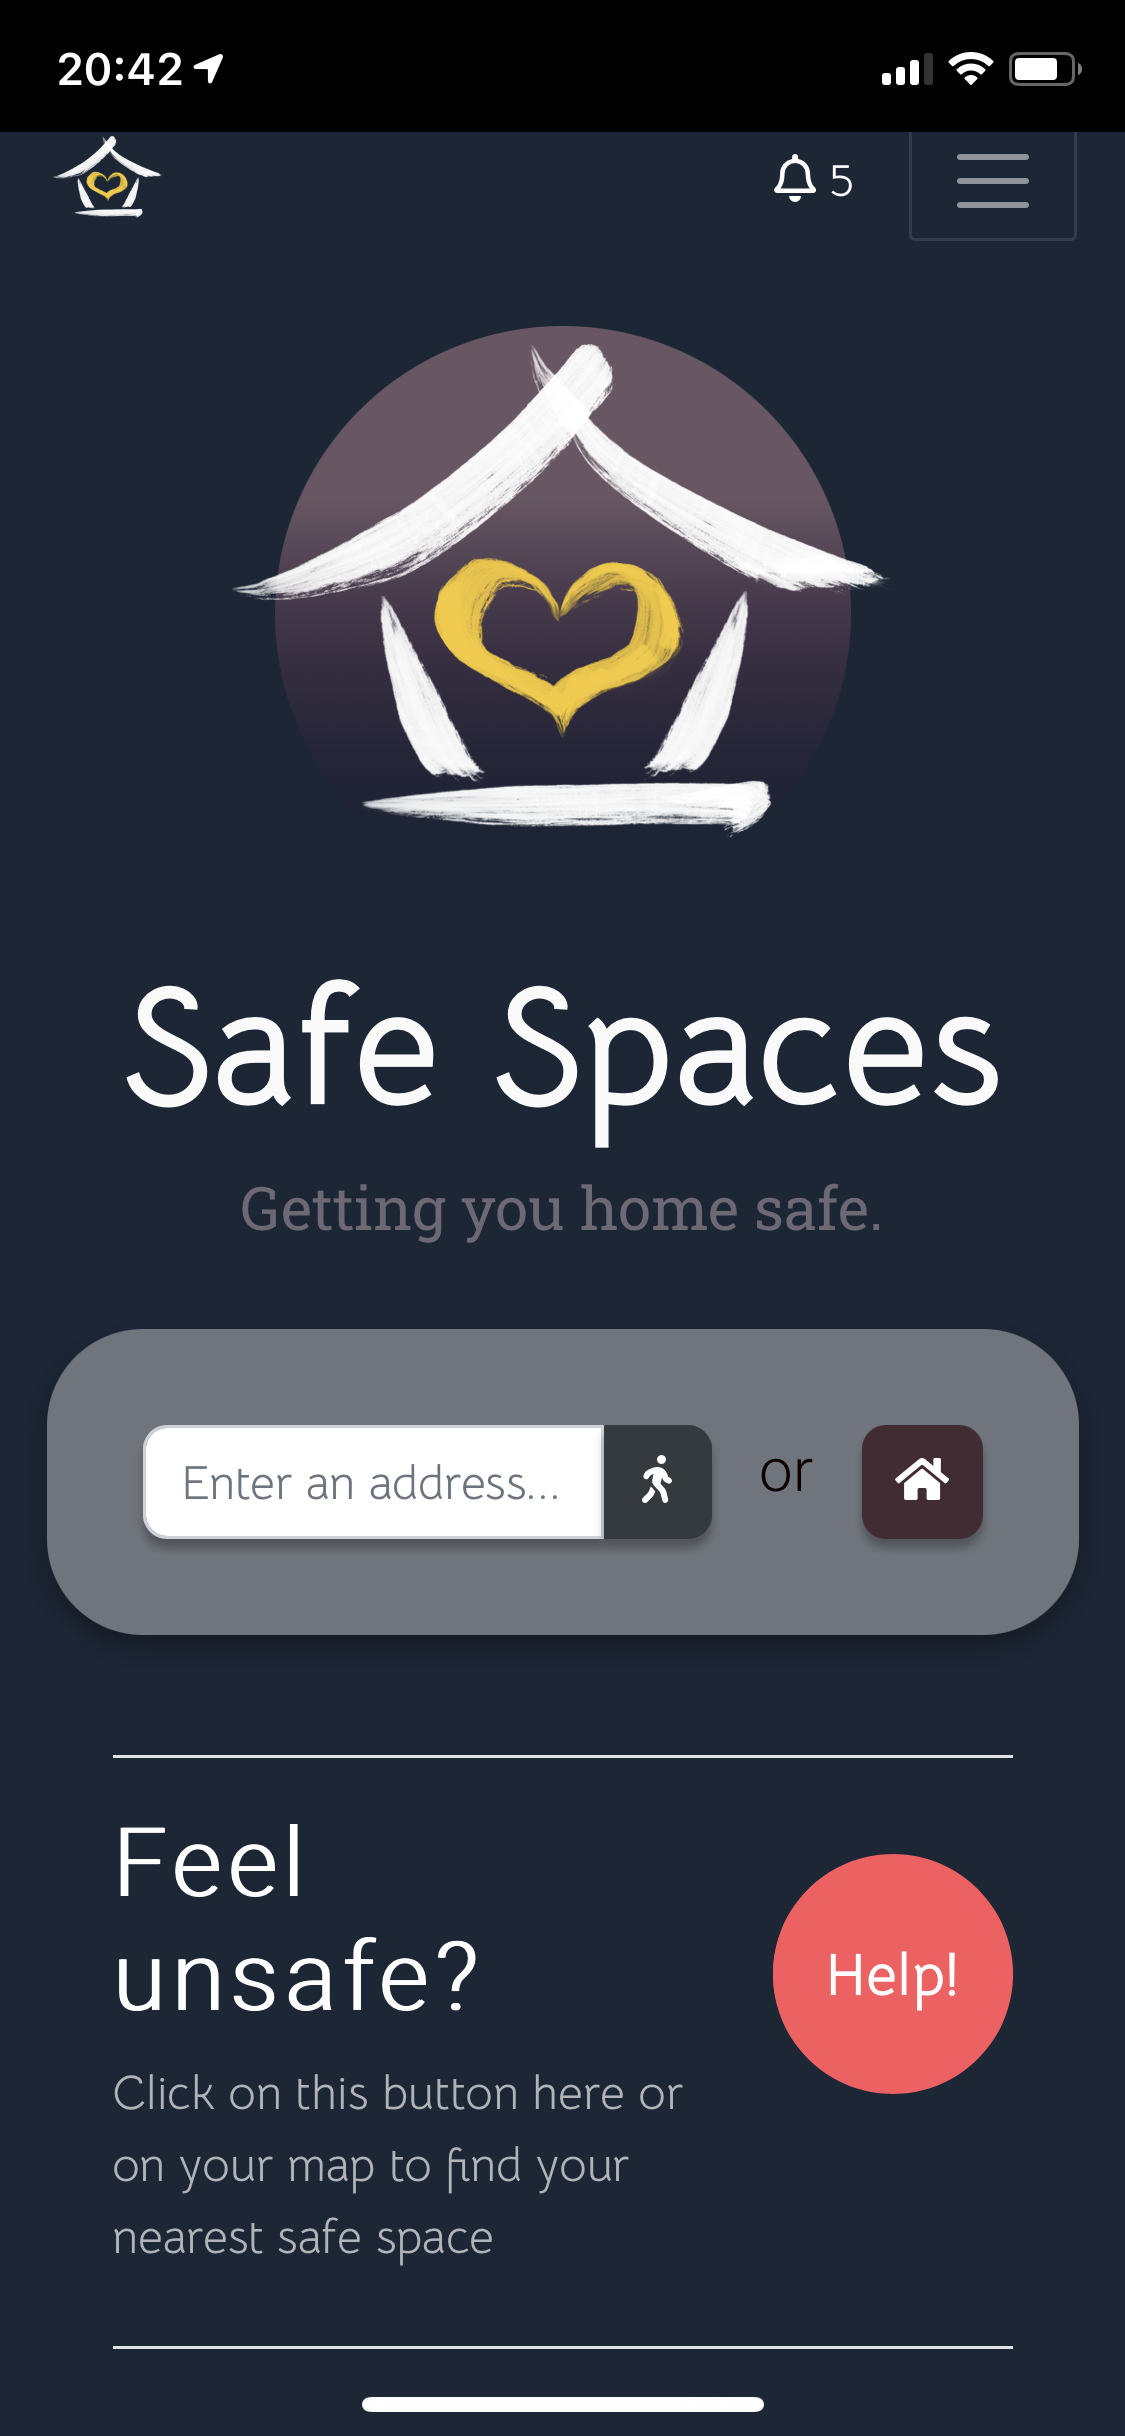 20:42
5
Safe Spaces
Getting you home safe.
Enter an address...
or
Feel
unsafe?
Help!
Click on this button here or
on your map to find your
nearest safe space